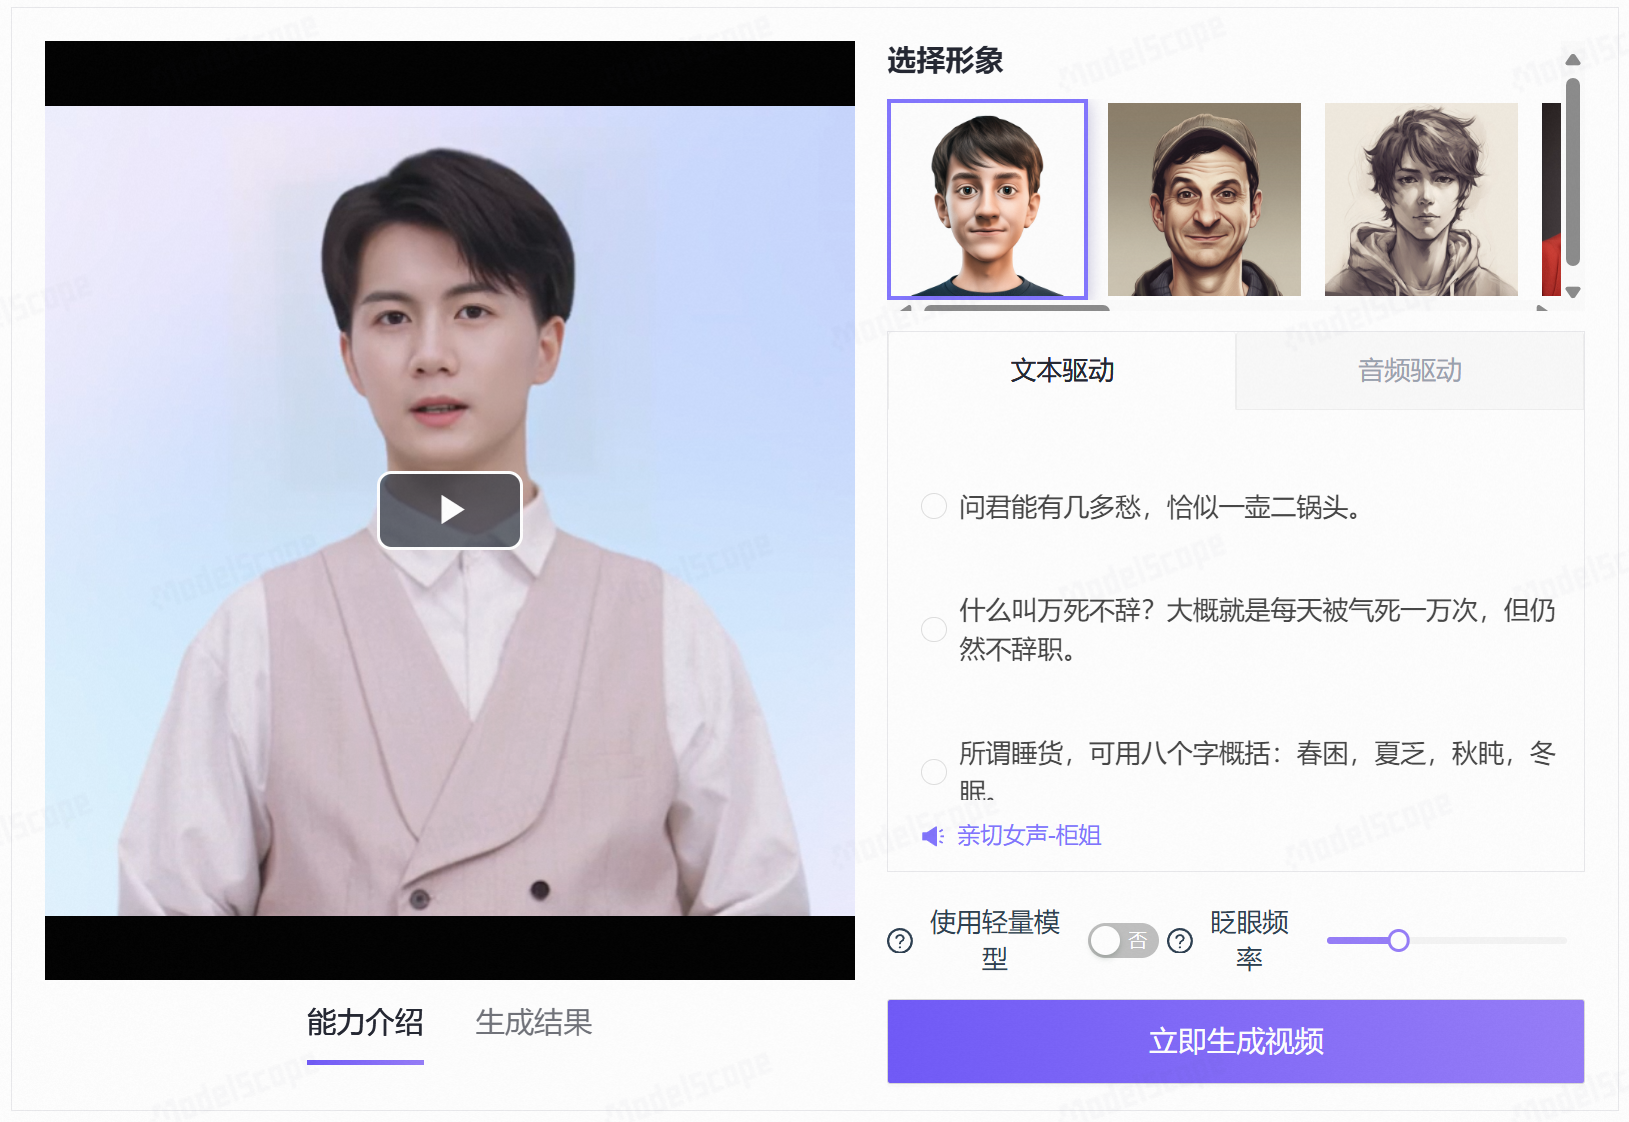 选择形象
文本驱动
音频驱动
问君能有几多愁，恰似一壶二锅头。
什么叫万死不辞？大概就是每天被气死一万次，但仍
然不辞职。
所谓睡货，可用八个字概括：春困，夏乏，秋盹，冬
眠。
亲切女声-柜姐
使用轻量模
型
否
眨眼频
率
立即生成视频
能力介绍
生成结果
ModelScope